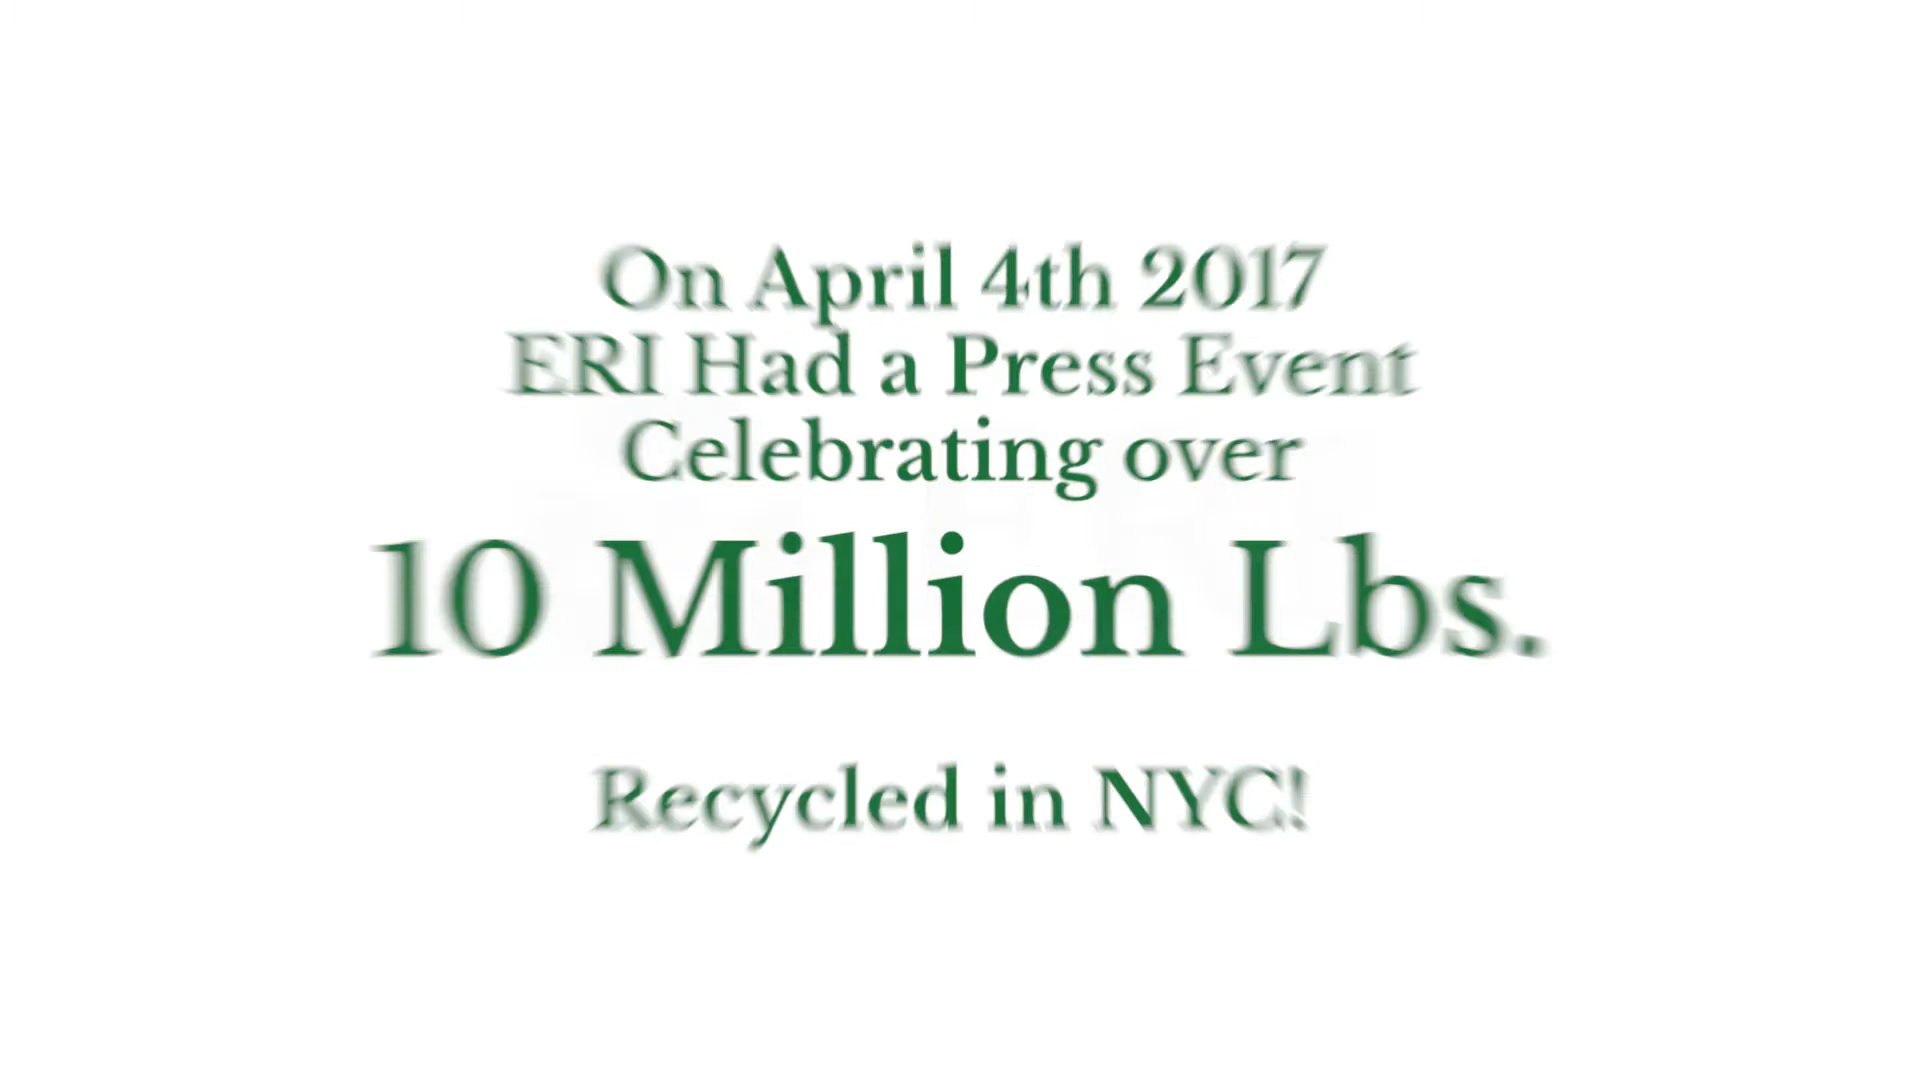 On April 4th 2017
ERI Had a Press Event
Celebrating over
10 Million Lbs.
Recycled in NYC!